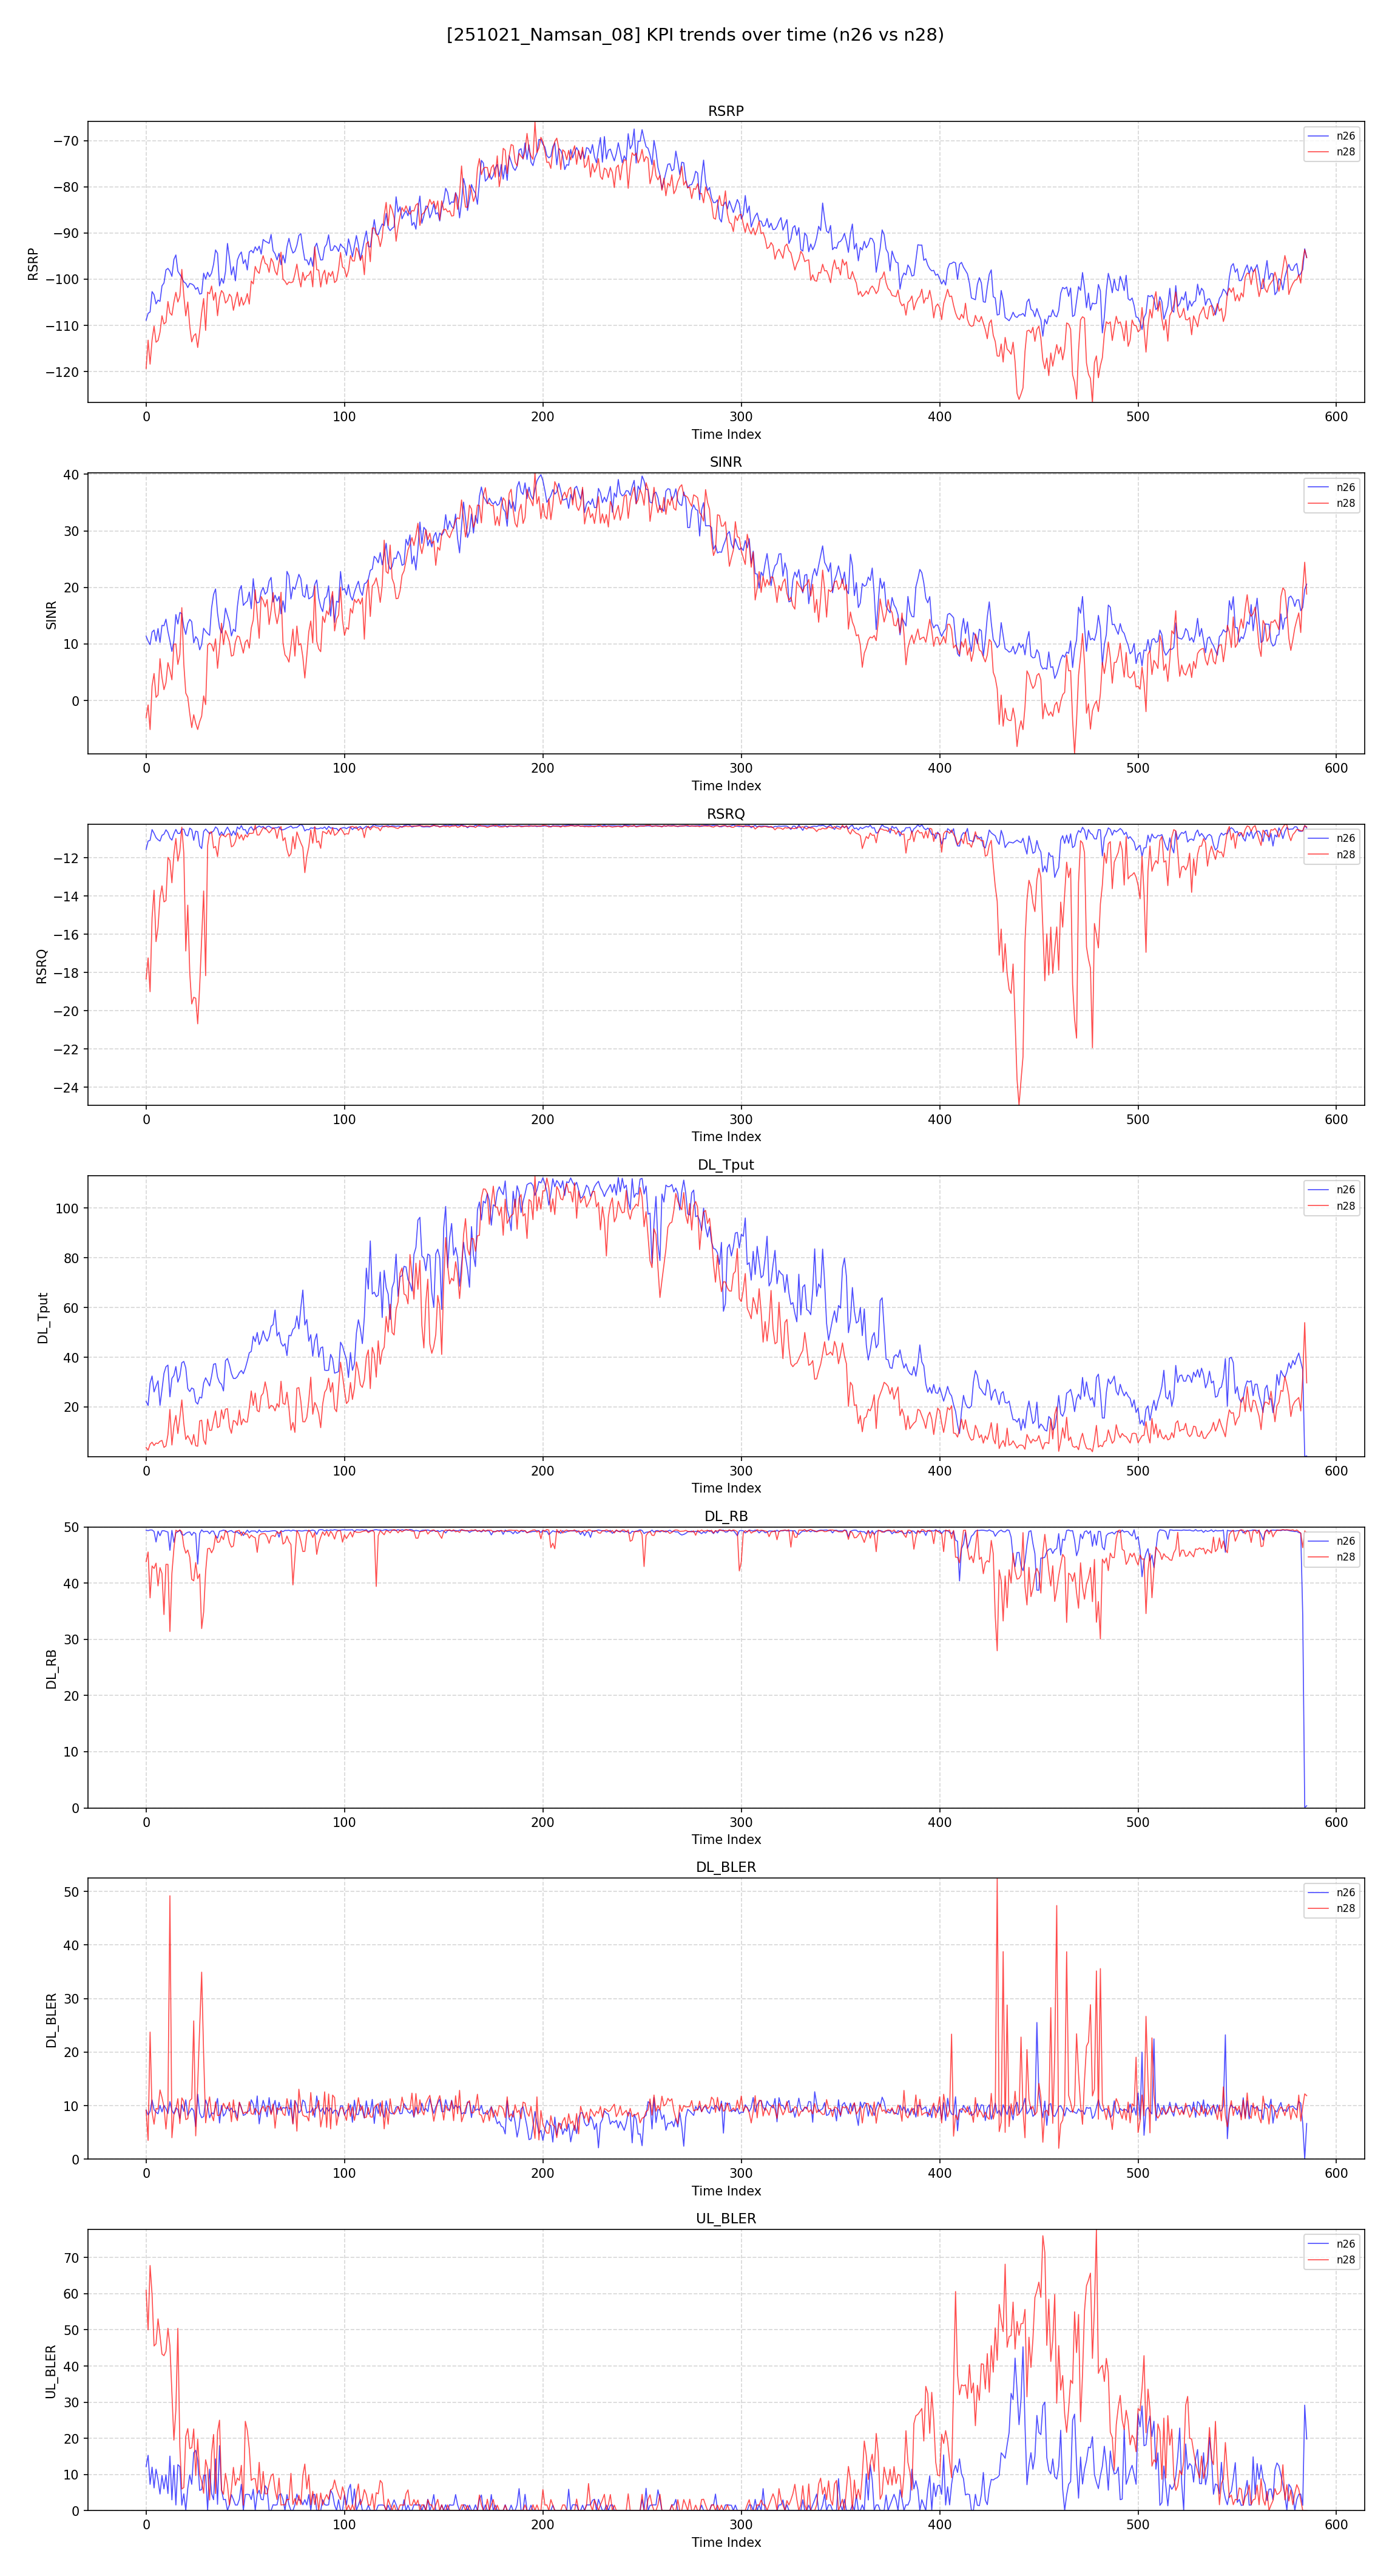 [251021_Namsan_08] KPI trends over time (n26 vs n28)
RSRP
n26
n28
−70
−80
−90
−100
−110
−120
RSRP
0 100 200 300 400 500 600
Time Index
SINR
n26
n28
40
30
20
10
0
SINR
0 100 200 300 400 500 600
Time Index
RSRQ
n26
n28
−12
−14
−16
−18
−20
−22
−24
RSRQ
0 100 200 300 400 500 600
Time Index
DL_Tput
n26
n28
100
80
60
40
20
DL_Tput
0 100 200 300 400 500 600
Time Index
DL_RB
n26
n28
50
40
30
20
10
0
DL_RB
0 100 200 300 400 500 600
Time Index
DL_BLER
n26
n28
50
40
30
20
10
0
DL_BLER
0 100 200 300 400 500 600
Time Index
UL_BLER
n26
n28
70
60
50
40
30
20
10
0
UL_BLER
0 100 200 300 400 500 600
Time Index